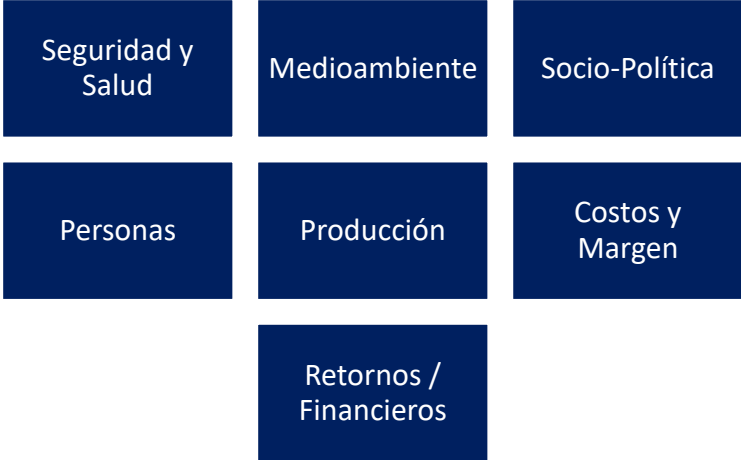 Seguridad y
Salud
Medioambiente
Socio-Política
Personas
Producción
Costos y
Margen
Retornos /
Financieros